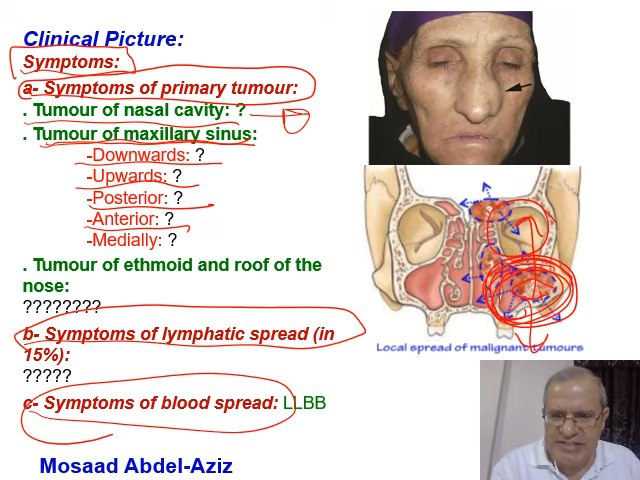 Clinical Picture:
Symptoms:
a- Symptoms of primary tumour:
. Tumour of nasal cavity: ?
. Tumour of maxillary sinus:
-Downwards: ?
-Upwards: ?
-Posterior: ?
-Anterior: ?
-Medially: ?
. Tumour of ethmoid and roof of the
nose:
????????
b- Symptoms of lymphatic spread (in
15%):
?????
c- Symptoms of blood spread: LLBB
Mosaad Abdel-Aziz
Local spread of malignant tumours